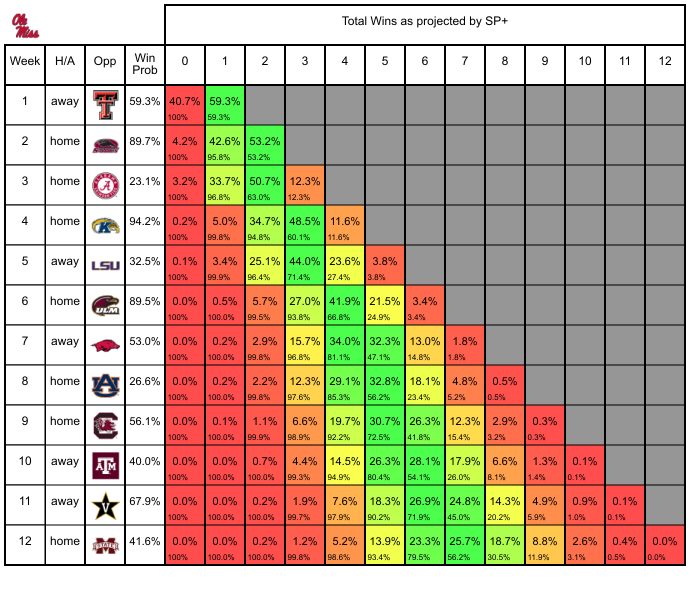 Ole
Miss
Total Wins as projected by SP+
Week H/A Opp Win Prob 0 1 2 3 4 5 6 7 8 9 10 11 12
1 away T 59.3% 40.7% 59.3%
100% 59.3%
2 home 89.7% 4.2% 42.6% 53.2%
100% 95.8% 53.2%
3 home A 23.1% 3.2% 33.7% 50.7% 12.3%
100% 96.8% 63.0% 12.3%
4 home K 94.2% 0.2% 5.0% 34.7% 48.5% 11.6%
100% 99.8% 94.8% 60.1% 11.6%
5 away LSU 32.5% 0.1% 3.4% 25.1% 44.0% 23.6% 3.8%
100% 99.9% 96.4% 71.4% 27.4% 3.8%
6 home ULM 89.5% 0.0% 0.5% 5.7% 27.0% 41.9% 21.5% 3.4%
100% 100.0% 99.5% 93.8% 66.8% 24.9% 3.4%
7 away 53.0% 0.0% 0.2% 2.9% 15.7% 34.0% 32.3% 13.0% 1.8%
100% 100.0% 99.8% 96.8% 81.1% 47.1% 14.8% 1.8%
8 home AU 26.6% 0.0% 0.2% 2.2% 12.3% 29.1% 32.8% 18.1% 4.8% 0.5%
100% 100.0% 99.8% 97.6% 85.3% 56.2% 23.4% 5.2% 0.5%
9 home C 56.1% 0.0% 0.1% 1.1% 6.6% 19.7% 30.7% 26.3% 12.3% 2.9% 0.3%
100% 100.0% 99.9% 98.9% 92.2% 72.5% 41.8% 15.4% 3.2% 0.3%
10 away ATM 40.0% 0.0% 0.0% 0.7% 4.4% 14.5% 26.3% 28.1% 17.9% 6.6% 1.3% 0.1%
100% 100.0% 100.0% 99.3% 94.9% 80.4% 54.1% 26.0% 8.1% 1.4% 0.1%
11 away V 67.9% 0.0% 0.0% 0.2% 1.9% 7.6% 18.3% 26.9% 24.8% 14.3% 4.9% 0.9% 0.1%
100% 100.0% 100.0% 99.7% 97.9% 90.2% 71.9% 45.0% 20.2% 5.9% 1.0% 0.1%
12 home M STATE 41.6% 0.0% 0.0% 0.2% 1.2% 5.2% 13.9% 23.3% 25.7% 18.7% 8.8% 2.6% 0.4% 0.0%
100% 100.0% 100.0% 99.8% 98.6% 93.4% 79.5% 56.2% 30.5% 11.9% 3.1% 0.5% 0.0%